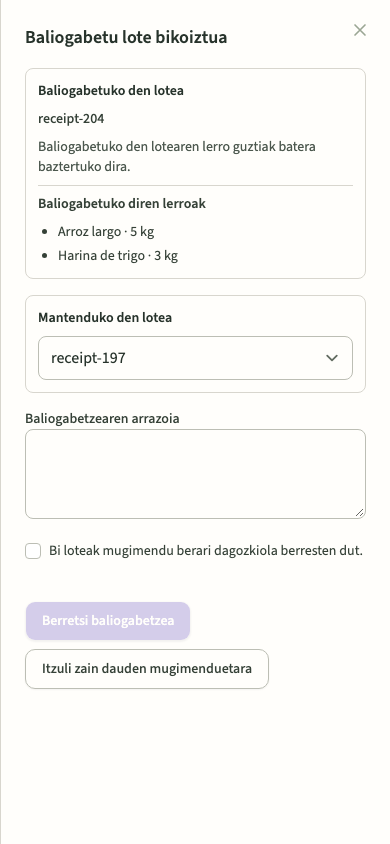 Baliogabetu lote bikoiztua
Baliogabetuko den lotea
receipt-204
Baliogabetuko den lotearen lerro guztiak batera
baztertuko dira.
Baliogabetuko diren lerroak
• Arroz largo · 5 kg
• Harina de trigo · 3 kg
Mantenduko den lotea
receipt-197
Baliogabetzearen arrazoia
Bi loteak mugimendu berari dagozkiola berresten dut.
Berretsi baliogabetzea
Itzuli zain dauden mugimenduetara